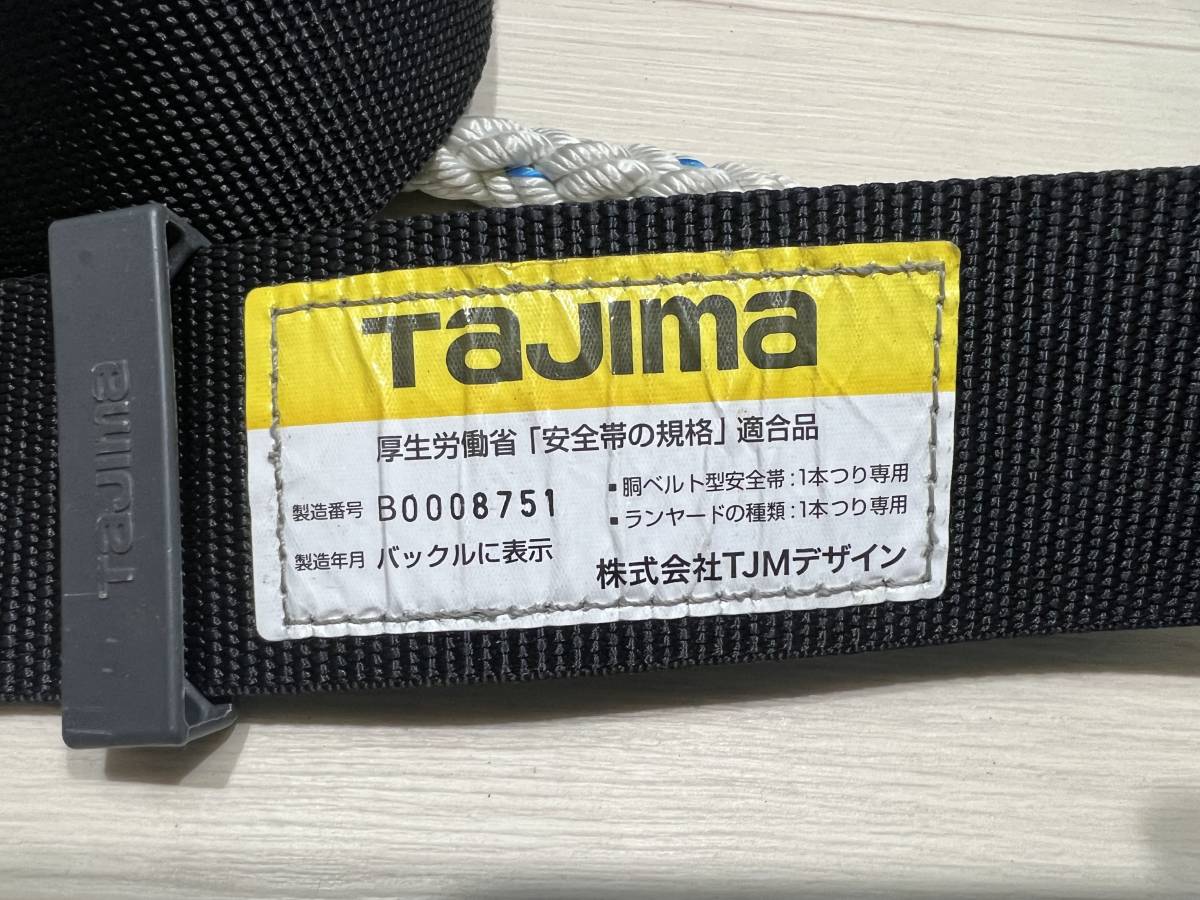 TaJima
TaJima
厚生労働省「安全帯の規格」適合品
製造番号 B0008751
▪胴ベルト型安全帯:1本つり専用
▪ランヤードの種類:1本つり専用
製造年月 バックルに表示
株式会社TJMデザイン